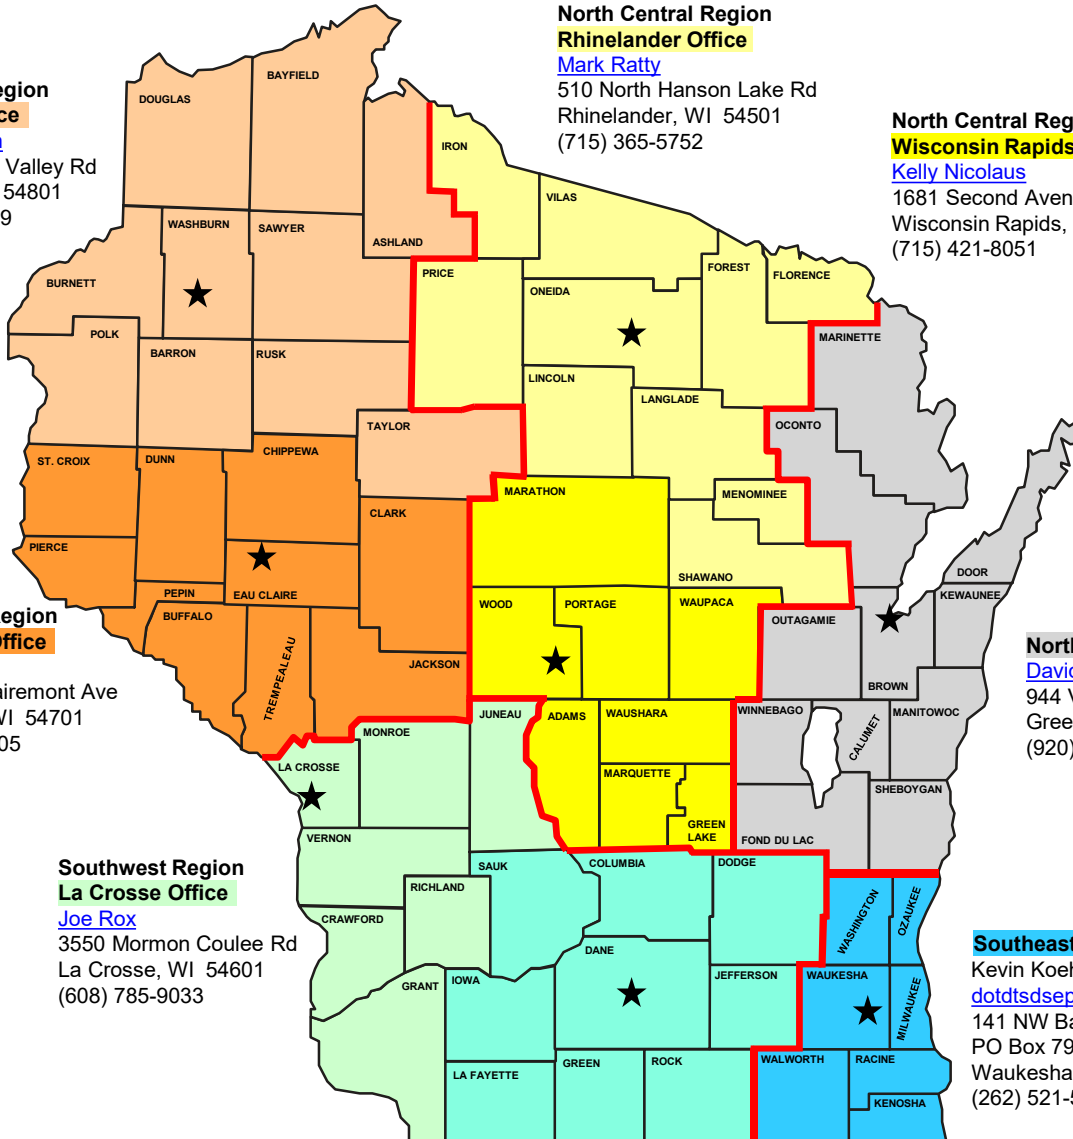 North Central Region
Rhinelander Office
Mark Ratty
510 North Hanson Lake Rd
Rhinelander, WI 54501
(715) 365-5752
Valley Rd
54801
9
North Central Reg
Wisconsin Rapids
Kelly Nicolaus
1681 Second Aven
Wisconsin Rapids,
(715) 421-8051
BAYFIELD
DOUGLAS
IRON
VILAS
WASHBURN
SAWYER
ASHLAND
PRICE
FOREST
FLORENCE
BURNETT
ONEIDA
POLK
MARINETTE
BARRON
RUSK
LINCOLN
LANGLADE
TAYLOR
OCONTO
ST. CROIX
DUNN
CHIPPEWA
MARATHON
MENOMINEE
CLARK
PIERCE
DOOR
SHAWANO
PEPIN
EAU CLAIRE
KEWAUNEE
BUFFALO
WOOD
PORTAGE
WAUPACA
OUTAGAMIE
TREMPEALEAU
JACKSON
BROWN
egion
Office
airemont Ave
WI 54701
05
North
David
944 V
Gree
(920)
JUNEAU
ADAMS
WAUSHARA
WINNEBAGO
CALUMET
MANITOWOC
MONROE
LA CROSSE
MARQUETTE
SHEBOYGAN
GREEN
LAKE
VERNON
FOND DU LAC
SAUK
COLUMBIA
DODGE
RICHLAND
WASHINGTON
OZAUKEE
CRAWFORD
DANE
JEFFERSON
WAUKESHA
GRANT
IOWA
MILWAUKEE
LA FAYETTE
GREEN
ROCK
WALWORTH
RACINE
KENOSHA
Southwest Region
La Crosse Office
Joe Rox
3550 Mormon Coulee Rd
La Crosse, WI 54601
(608) 785-9033
Southeast
Kevin Koeh
dotdtsdsep
141 NW Ba
PO Box 79
Waukesha
(262) 521-5